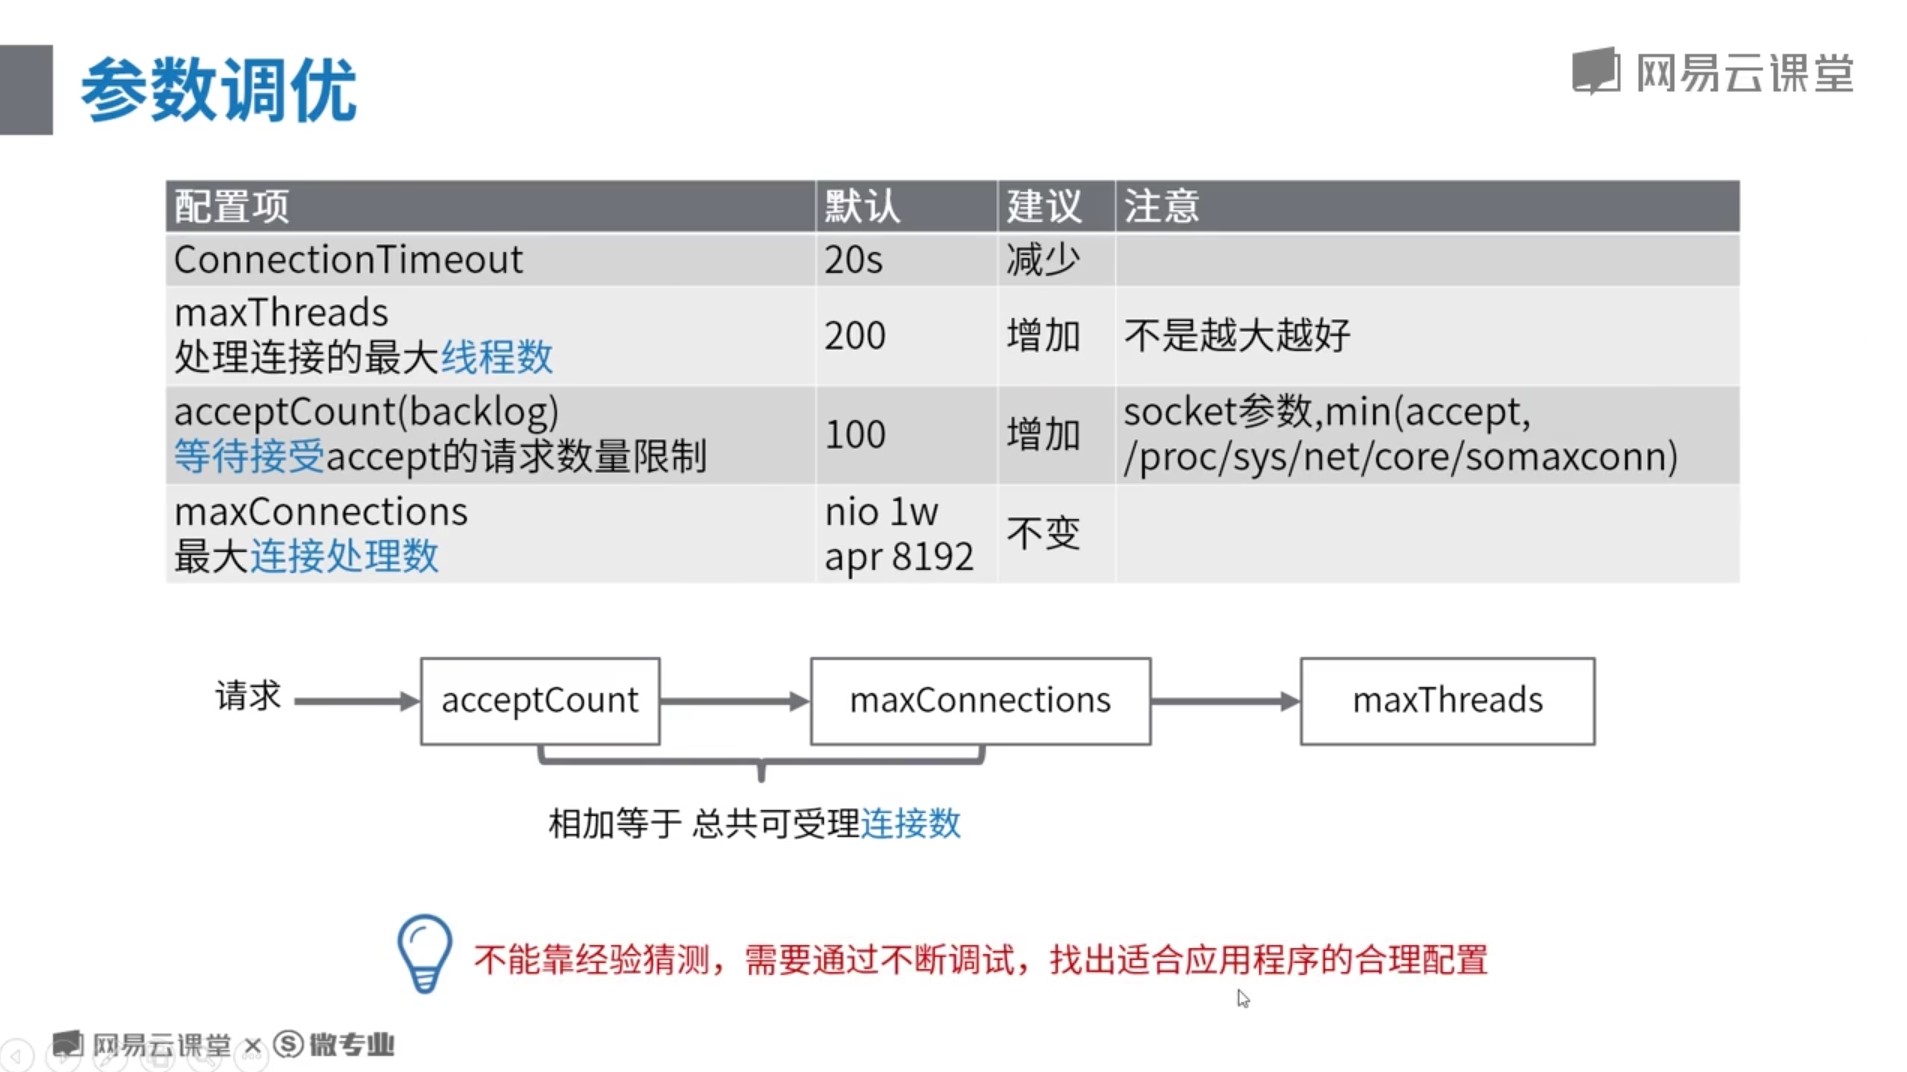 参数调优
网易云课堂
配置项 默认 建议 注意
ConnectionTimeout 20s 减少
maxThreads
处理连接的最大线程数 200 增加 不是越大越好
acceptCount(backlog)
等待接受accept的请求数量限制 100 增加 socket参数,min(accept,
/proc/sys/net/core/somaxconn)
maxConnections
最大连接处理数 nio 1w
apr 8192 不变
请求 acceptCount maxConnections maxThreads
相加等于 总共可受理连接数
不能靠经验猜测，需要通过不断调试，找出适合应用程序的合理配置
网易云课堂 × 微专业